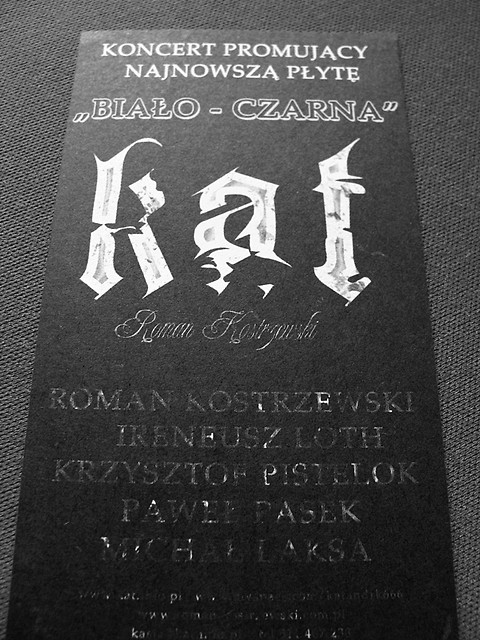 KONCERT PROMUJĄCY
NAJNOWSZĄ PŁYTĘ
„BIAŁO - CZARNA”
kat
Roman Kostrzewski
ROMAN KOSTRZEWSKI
IRENEUSZ LOTH
KRZYSZTOF PISTELOK
PAWEŁ PASEK
MICHAŁ LAKSA